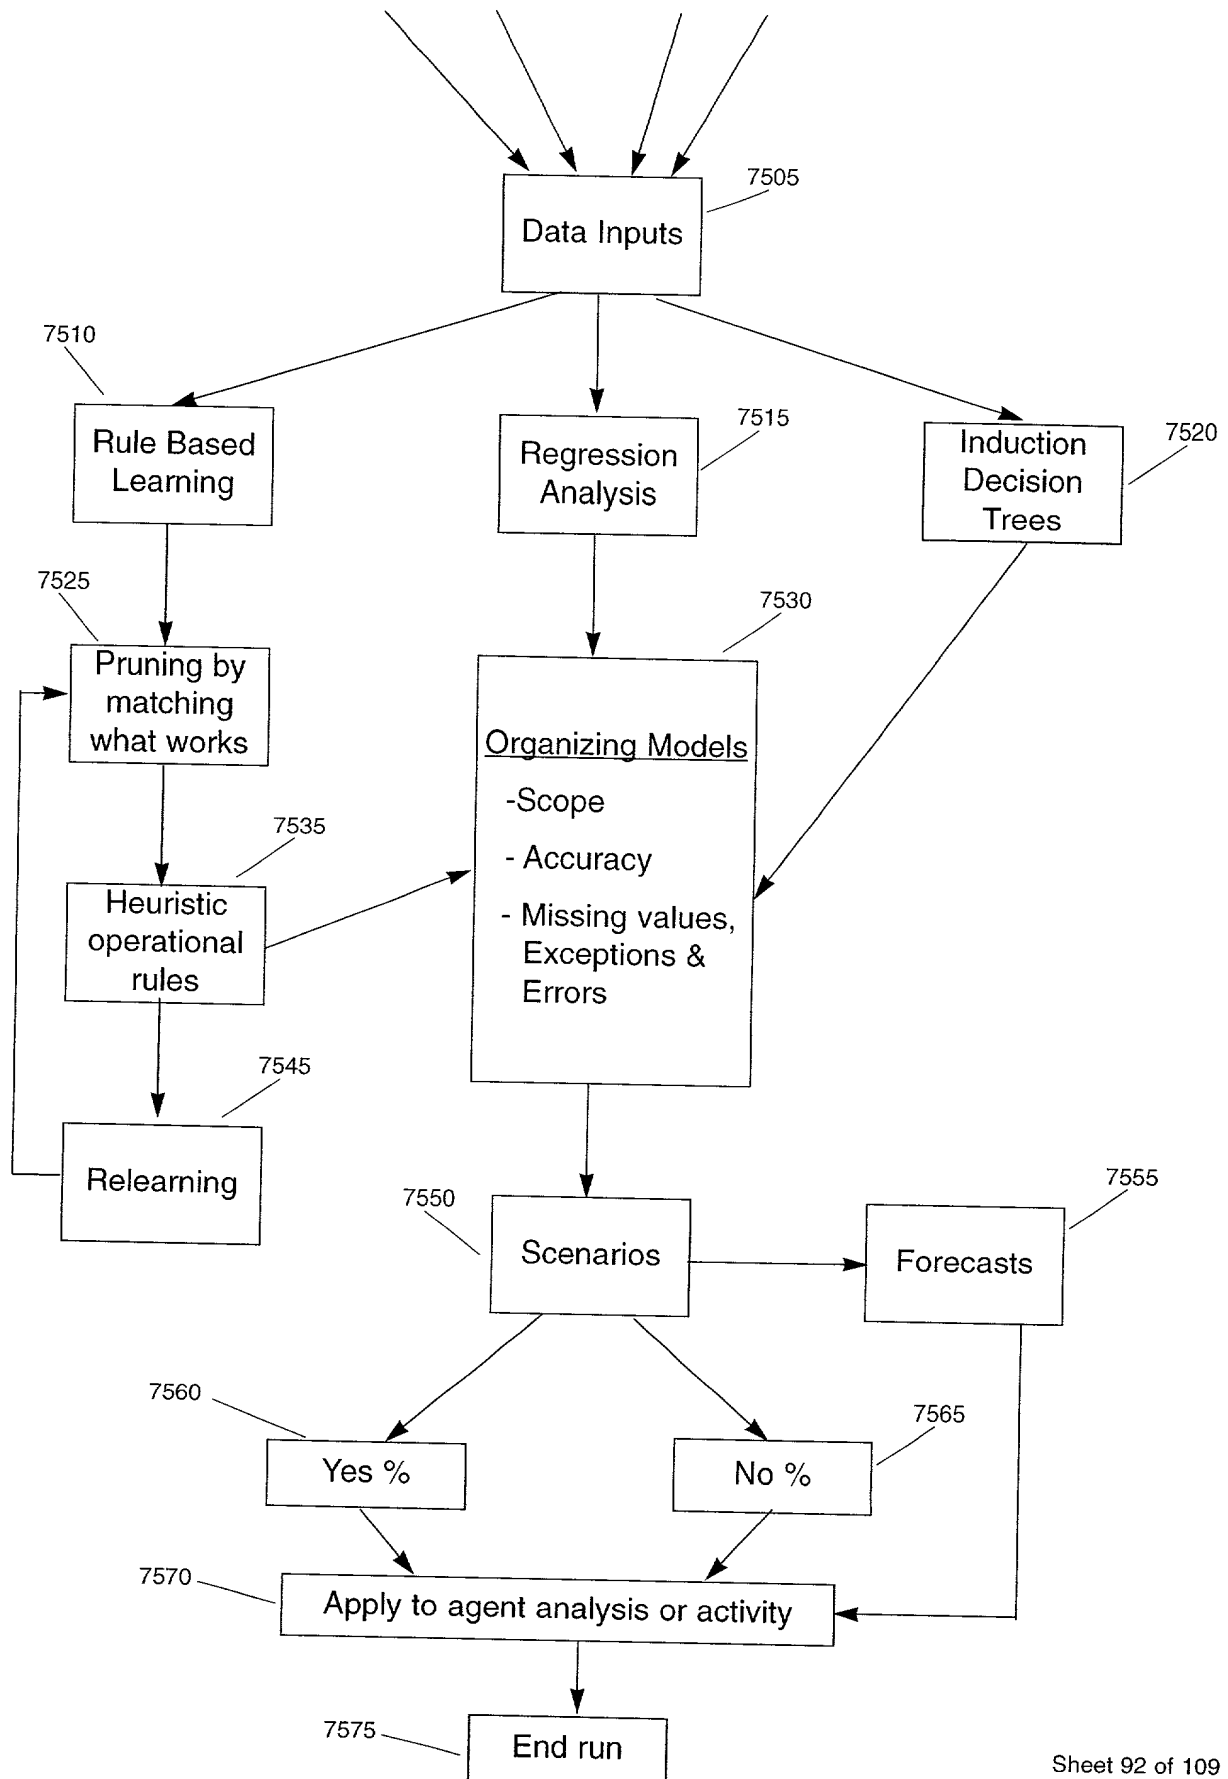 7505
Data Inputs
7510
Rule Based
Learning
7515
Regression
Analysis
7520
Induction
Decision
Trees
7525
Pruning by
matching
what works
7530
Organizing Models
-Scope
- Accuracy
- Missing values,
Exceptions &
Errors
7535
Heuristic
operational
rules
7545
Relearning
7550
Scenarios
7555
Forecasts
7560
Yes %
7565
No %
7570
Apply to agent analysis or activity
7575
End run
Sheet 92 of 109